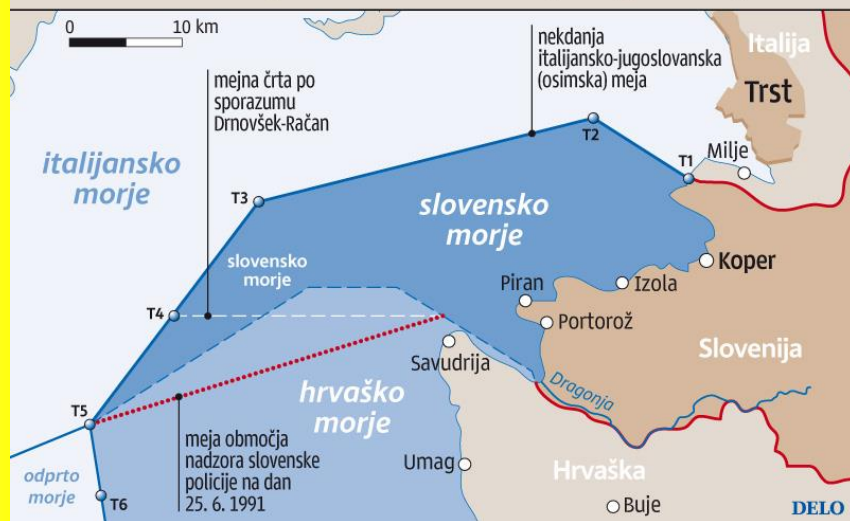 0
10 km
mejna črta po
sporazumu
Drnovšek-Račan
nekdanja
italijansko-jugoslovanska
(osimska) meja
Italija
Trst
T2
T1
Milje
italijansko
morje
T3
slovensko
morje
slovensko
morje
Koper
Piran
Izola
T4
Portorož
Savudrija
Slovenija
Dragonja
hrvaško
morje
T5
meja območja
nadzora slovenske
policije na dan
25. 6. 1991
Umag
Hrvaška
odprto
morje
T6
Buje
DELO